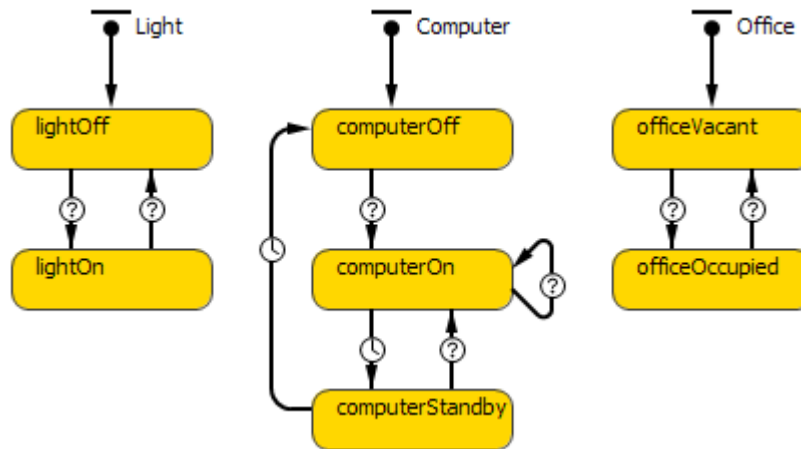 Light
Computer
Office
lightOff
computerOff
officeVacant
?
?
?
?
?
lightOn
computerOn
officeOccupied
?
?
computerStandby